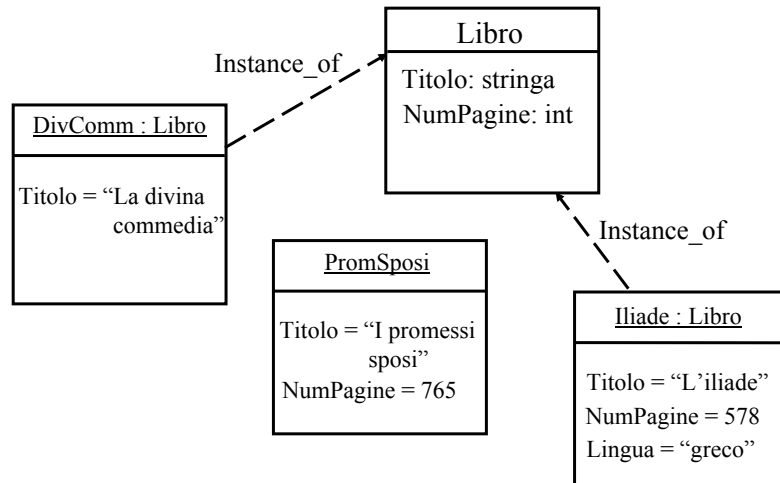 Libro
Titolo: stringa
NumPagine: int
Instance_of
DivComm : Libro
Titolo = “La divina
commedia”
Instance_of
PromSposi
Titolo = “I promessi
sposi”
NumPagine = 765
Iliade : Libro
Titolo = “L’iliade”
NumPagine = 578
Lingua = “greco”